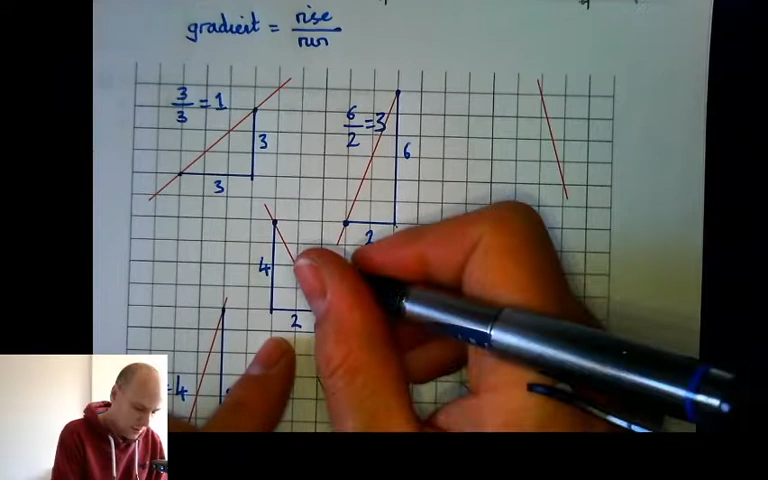 gradient = rise/run
3/3 = 1
3
3
6/2 = 3
6
2
4
2
= 4